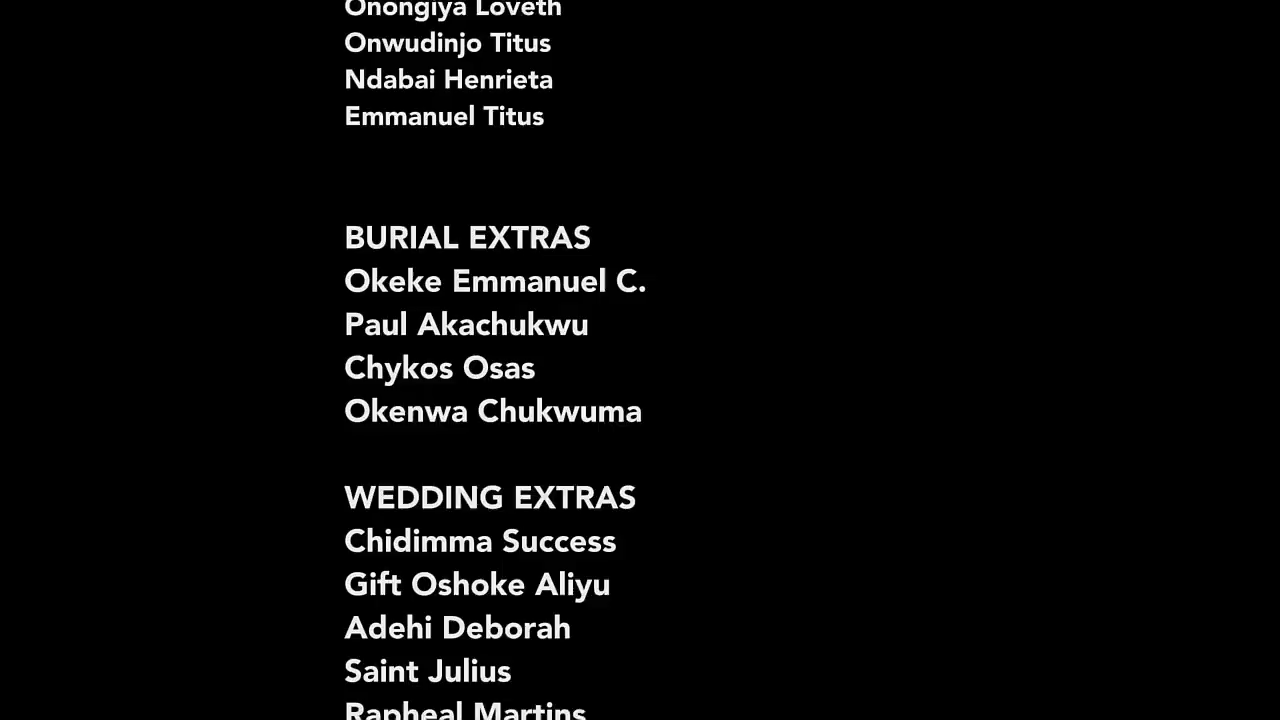 Onongiya Loveth
Onwudinjo Titus
Ndabai Henrieta
Emmanuel Titus
BURIAL EXTRAS
Okeke Emmanuel C.
Paul Akachukwu
Chykos Osas
Okenwa Chukwuma
WEDDING EXTRAS
Chidimma Success
Gift Oshoke Aliyu
Adehi Deborah
Saint Julius
Rapheal Martins